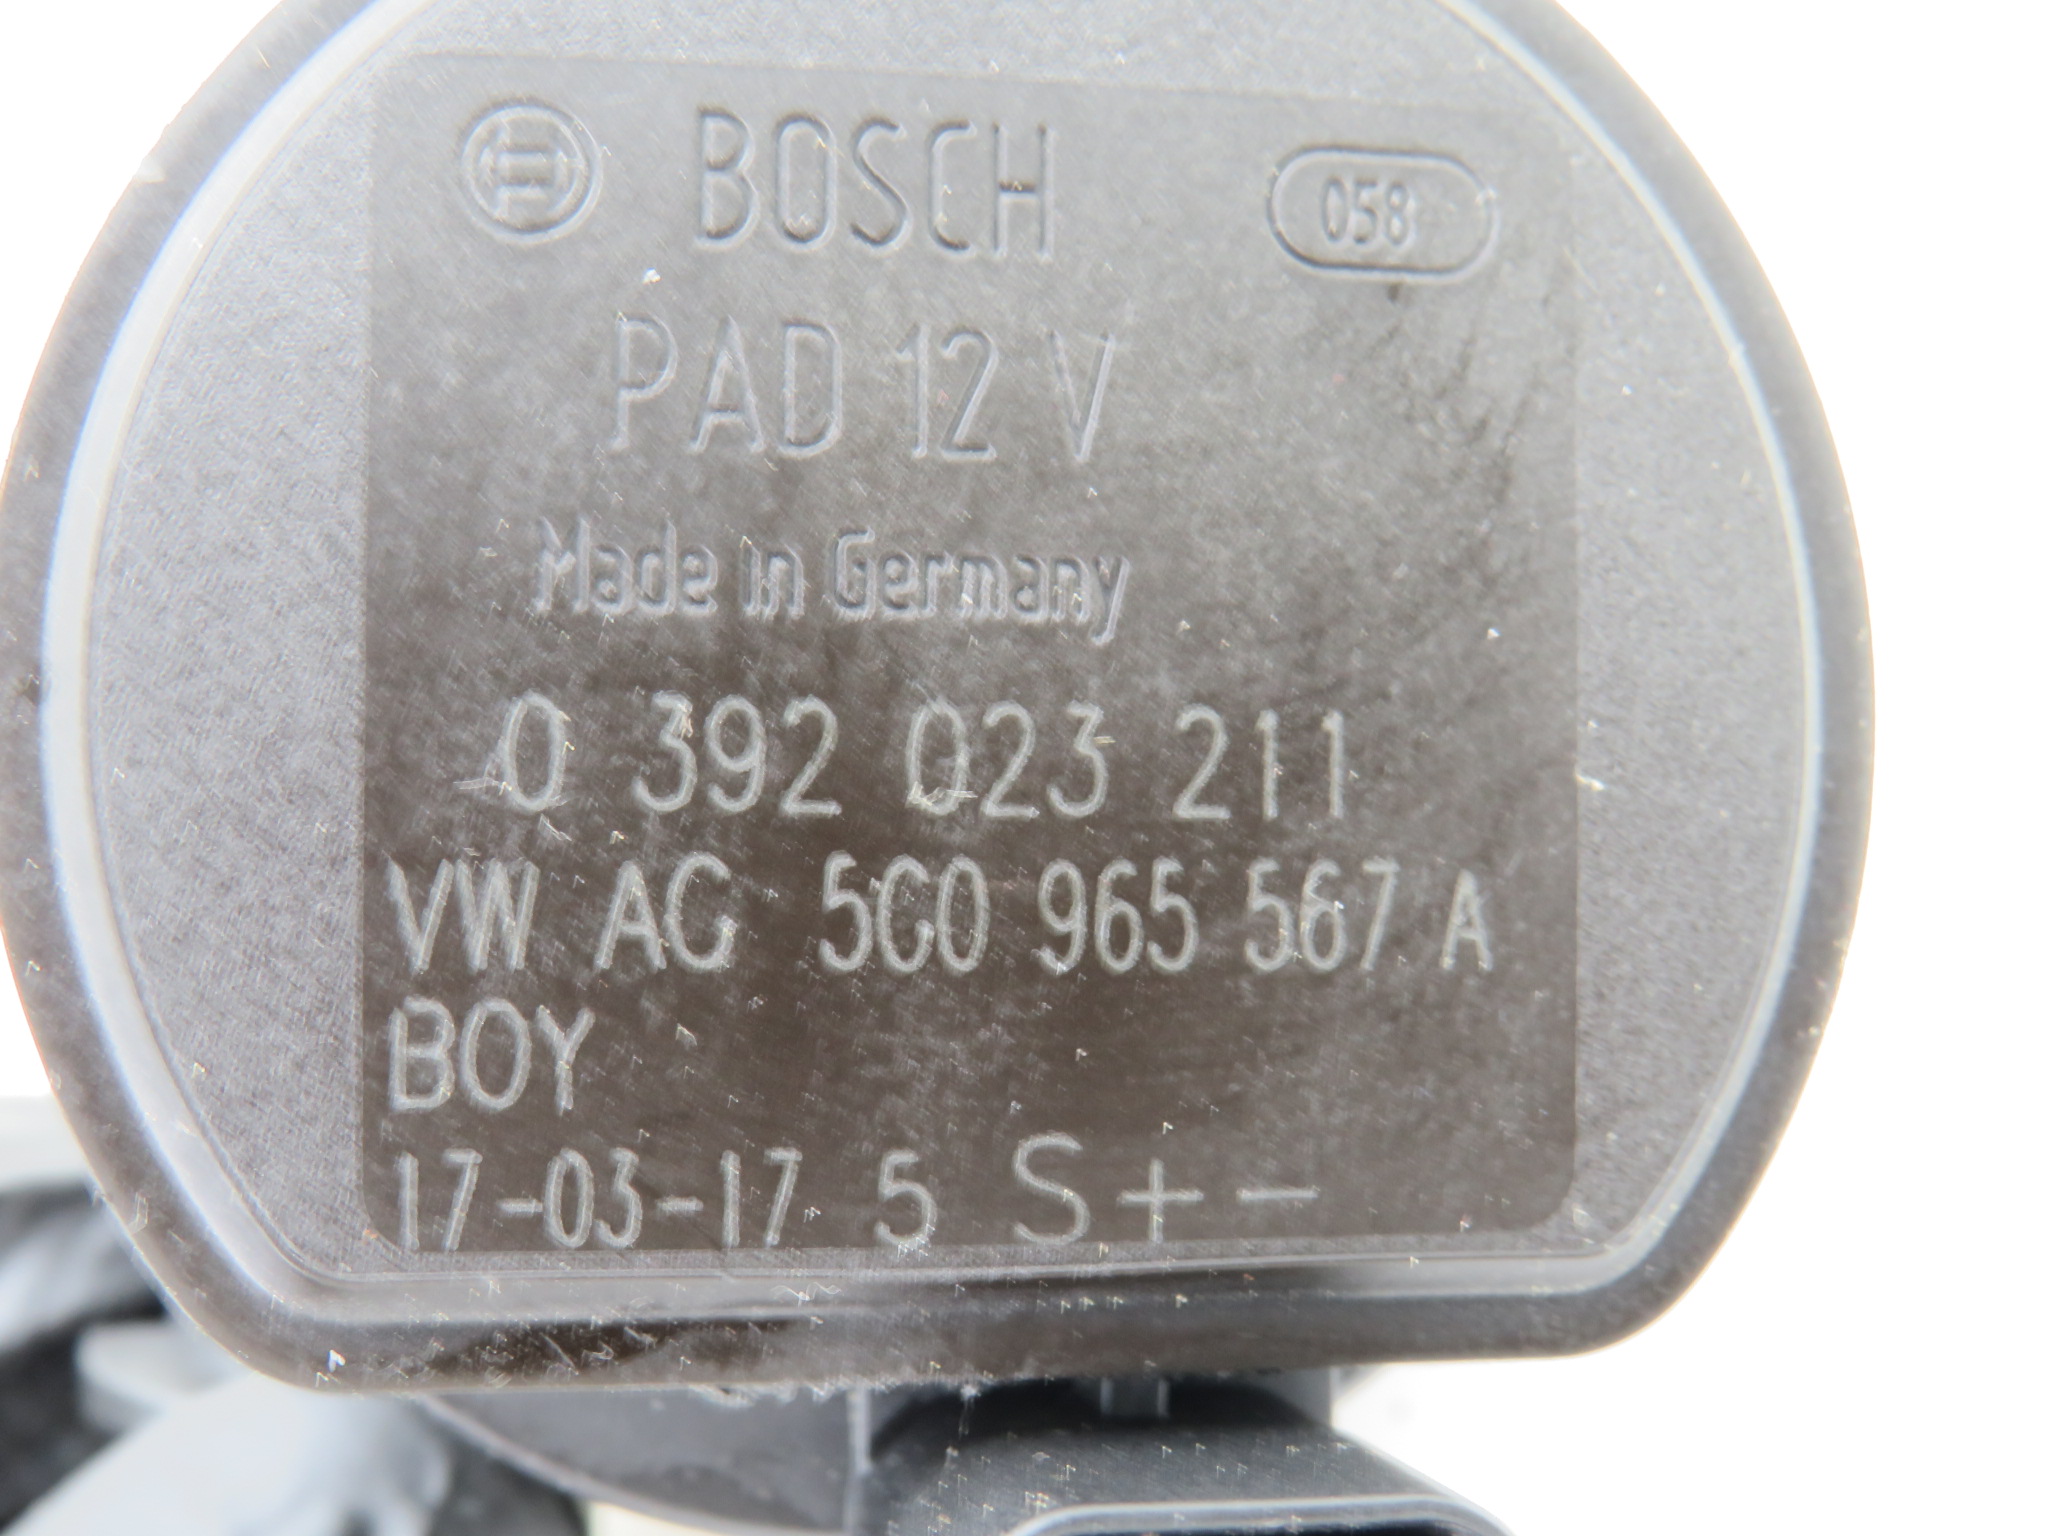 BOSCH 058
PAD 12 V
Made in Germany
0 392 023 211
VW AG 5G0 965 567 A
BOY
17-03-17 5 S + -